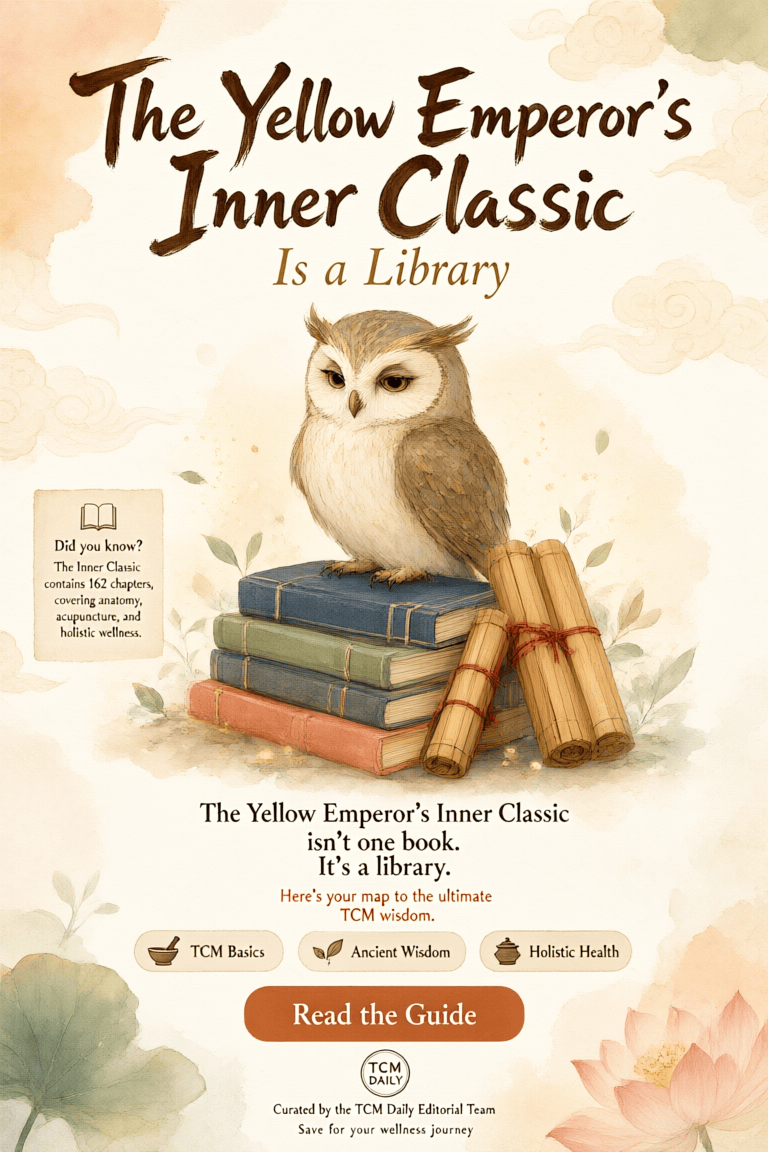 The Yellow Emperor's
Inner Classic
Is a Library
Did you know?
The Inner Classic
contains 162 chapters,
covering anatomy,
acupuncture, and
holistic wellness.
The Yellow Emperor's Inner Classic
isn't one book.
It's a library.
Here's your map to the ultimate
TCM wisdom.
TCM Basics
Ancient Wisdom
Holistic Health
Read the Guide
TCM
DAILY
Curated by the TCM Daily Editorial Team
Save for your wellness journey